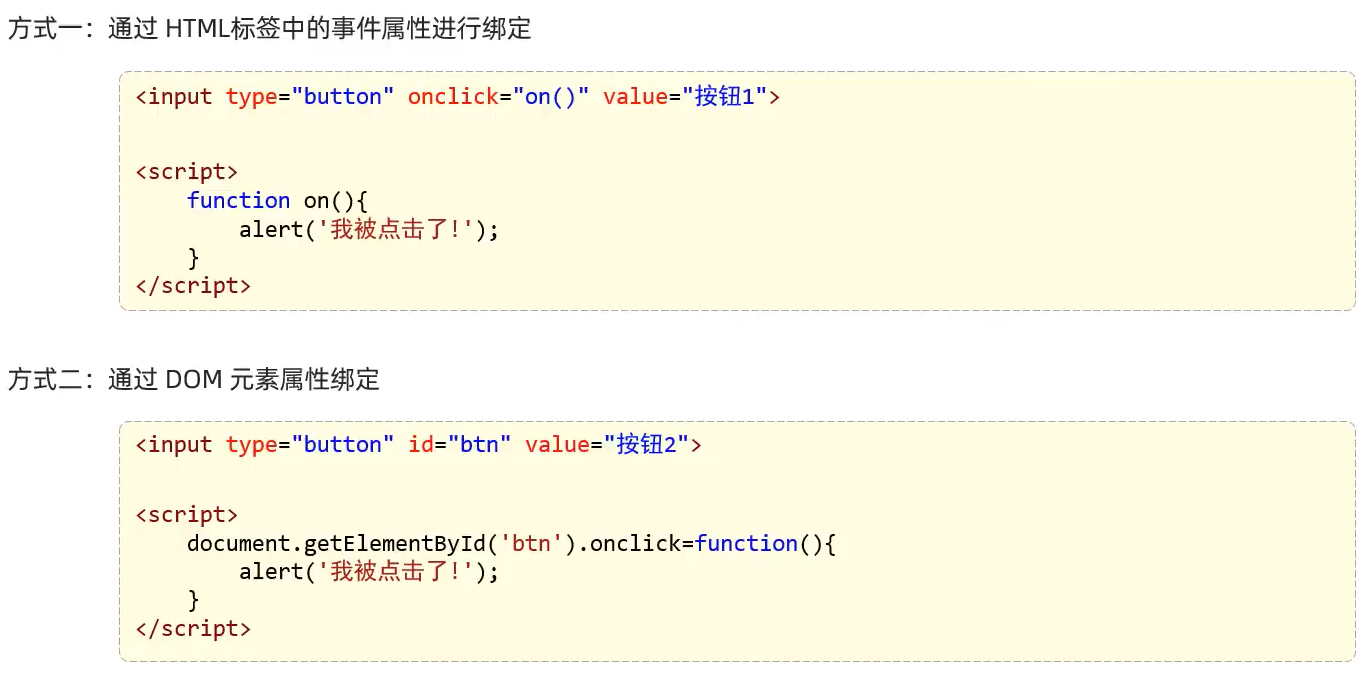 方式一：通过 HTML标签中的事件属性进行绑定
<input type="button" onclick="on()" value="按钮1">
<script>
    function on(){
        alert('我被点击了!');
    }
</script>
方式二：通过 DOM 元素属性绑定
<input type="button" id="btn" value="按钮2">
<script>
    document.getElementById('btn').onclick=function(){
        alert('我被点击了!');
    }
</script>